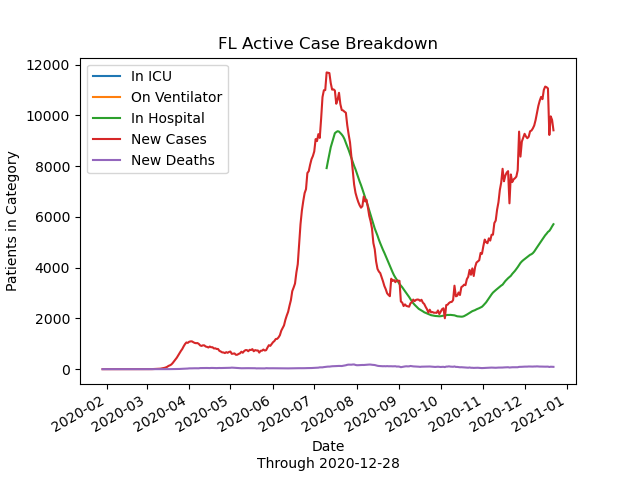 FL Active Case Breakdown
In ICU
On Ventilator
In Hospital
New Cases
New Deaths
Patients in Category
12000
10000
8000
6000
4000
2000
0
2020-02
2020-03
2020-04
2020-05
2020-06
2020-07
2020-08
2020-09
2020-10
2020-11
2020-12
2021-01
Date
Through 2020-12-28